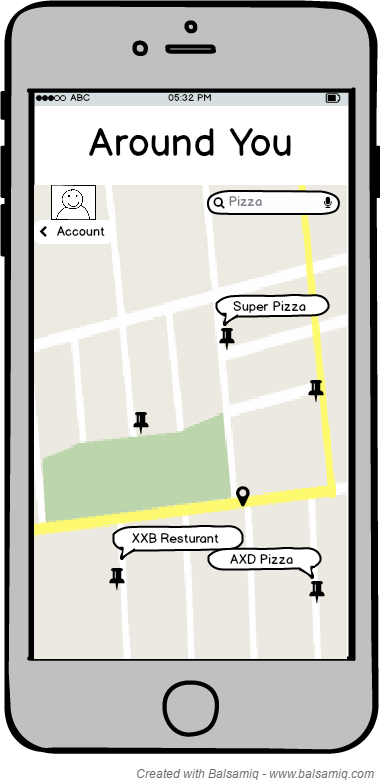 ABC 05:32 PM
Around You
Pizza
Account
Super Pizza
XXB Resturant
AXD Pizza
Created with Balsamiq - www.balsamiq.com